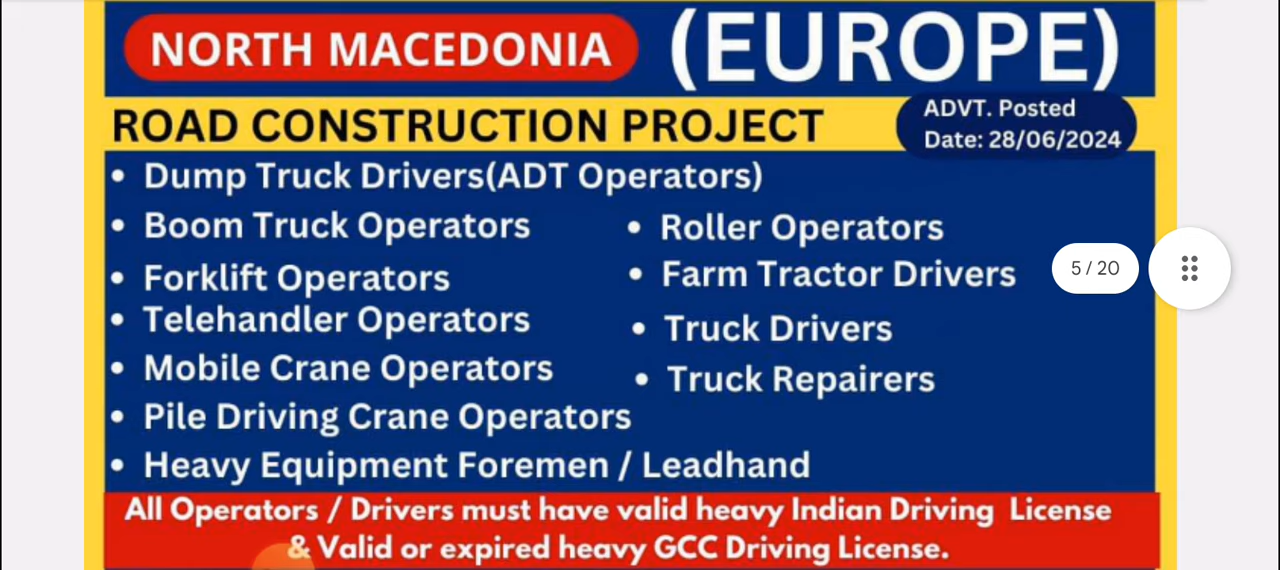 NORTH MACEDONIA (EUROPE)
ROAD CONSTRUCTION PROJECT
ADVT. Posted
Date: 28/06/2024
• Dump Truck Drivers(ADT Operators)
• Boom Truck Operators
• Forklift Operators
• Telehandler Operators
• Mobile Crane Operators
• Pile Driving Crane Operators
• Heavy Equipment Foremen / Leadhand
• Roller Operators
• Farm Tractor Drivers
• Truck Drivers
• Truck Repairers
5 / 20
All Operators / Drivers must have valid heavy Indian Driving License
& Valid or expired heavy GCC Driving License.